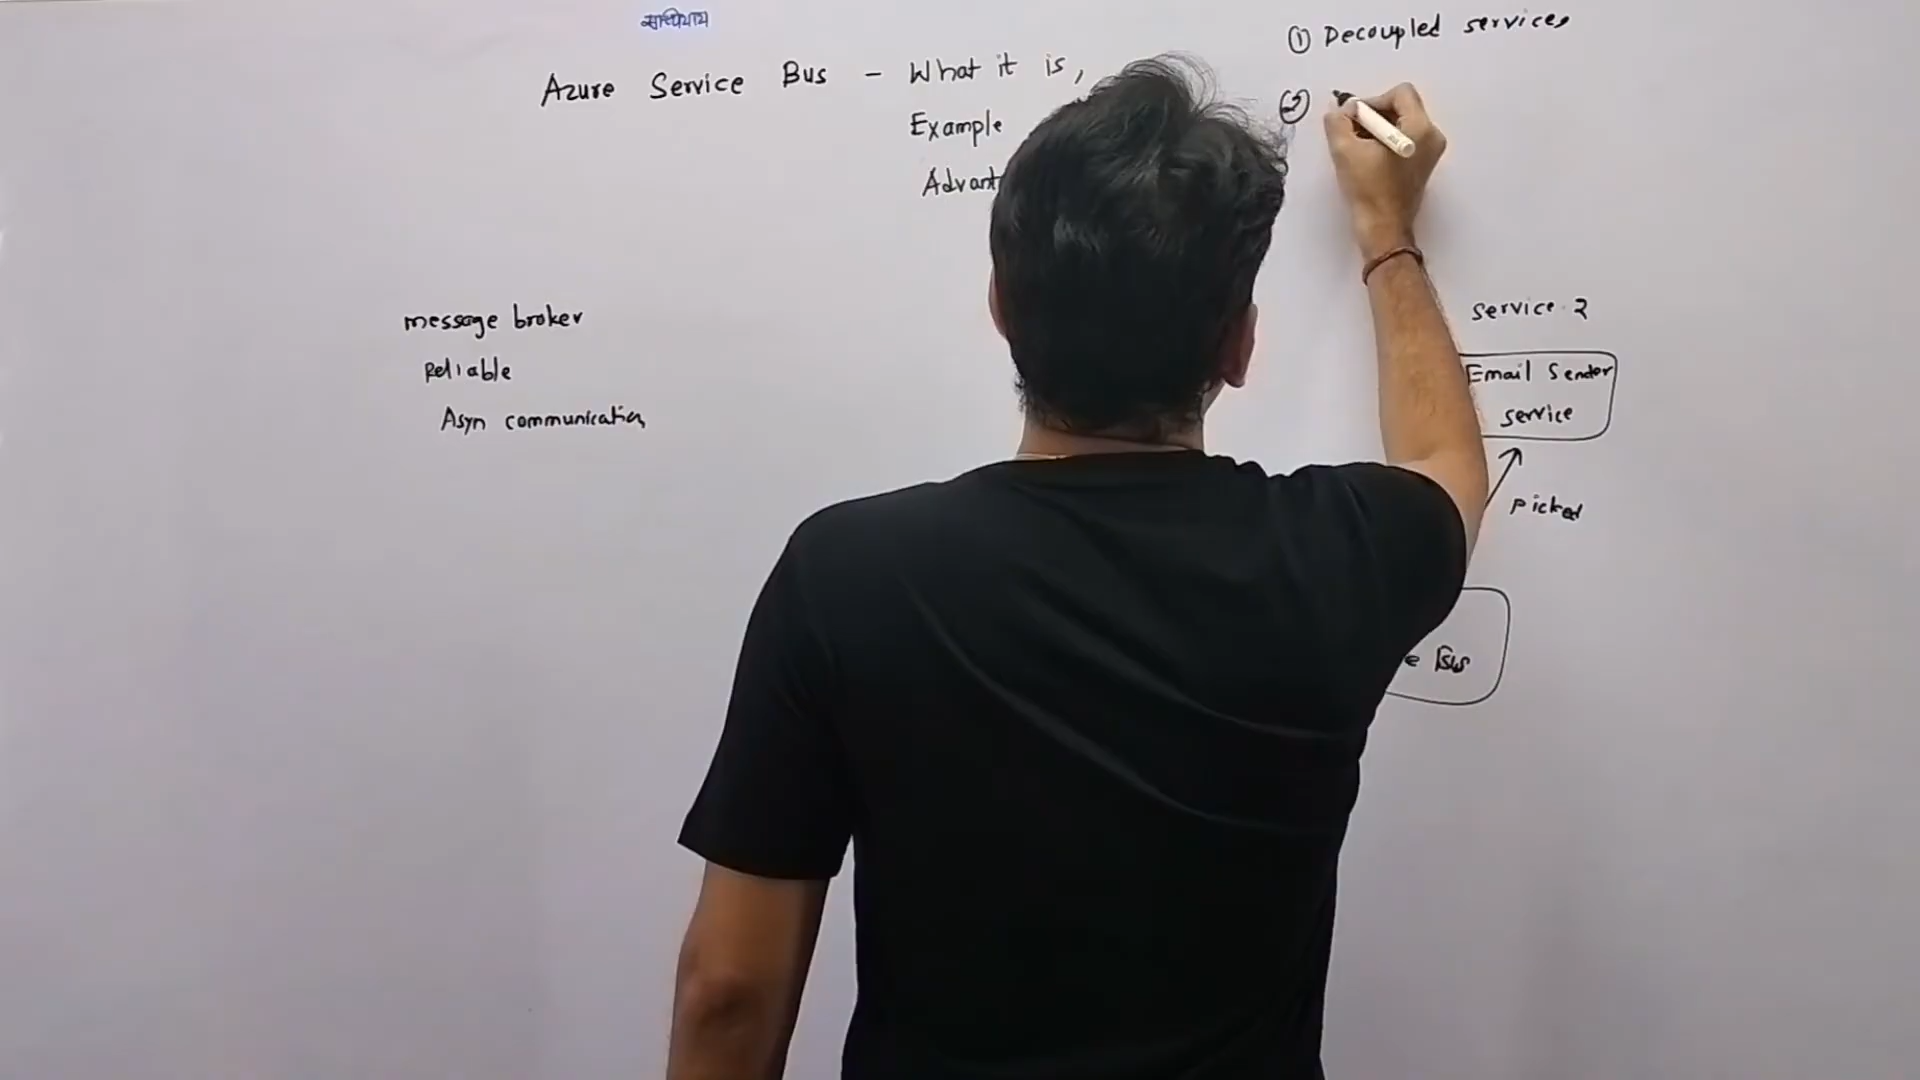 Azure Service Bus - What it is,
Example
message broker
Reliable
Asyn communication
① Decoupled services
②
Service 2
Email Sender
service
picked
Bus